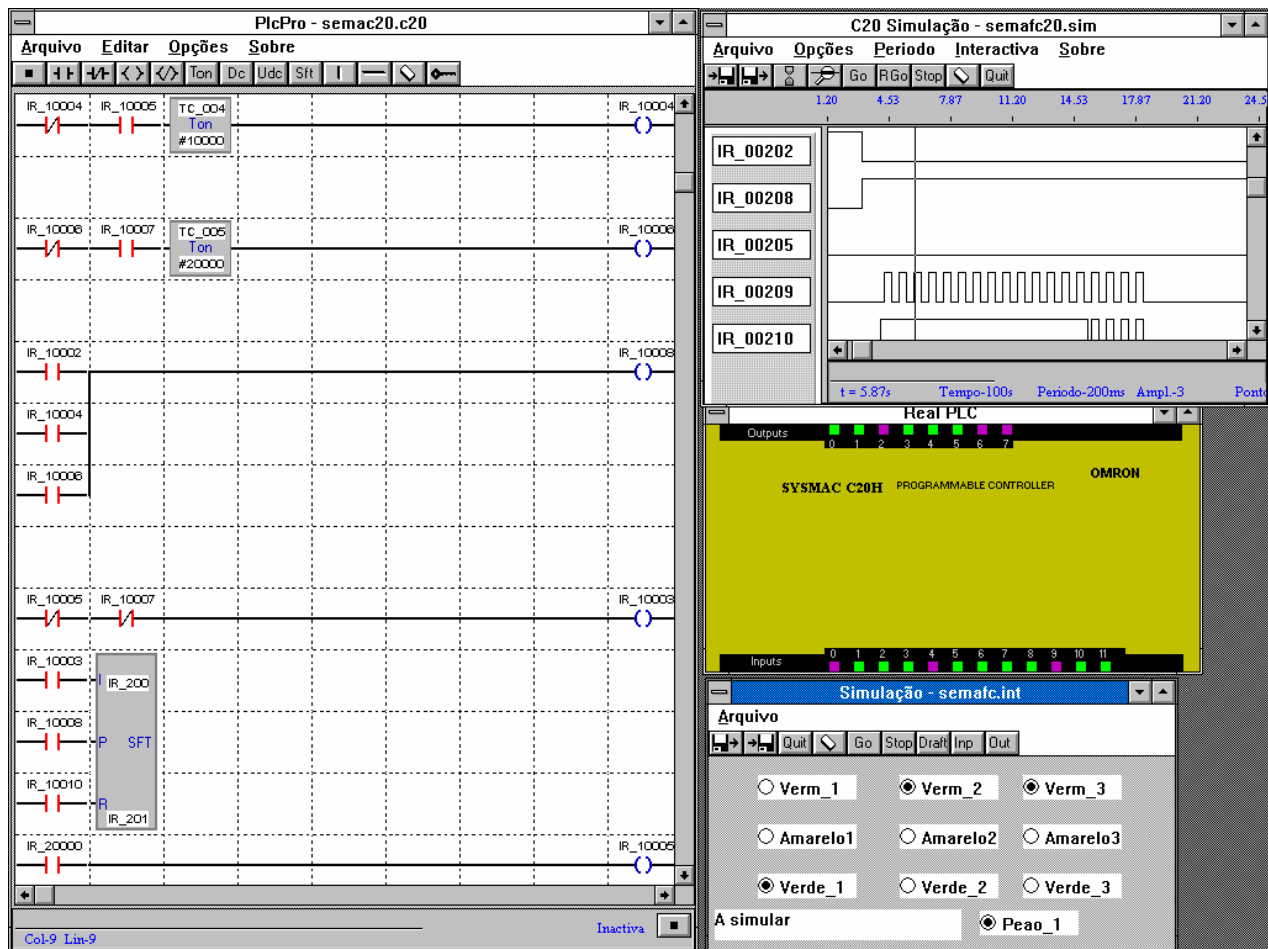 PlcPro - semac20.c20
Arquivo Editar Opções Sobre
Ton Dc Udc Sft
IR_10004 IR_10005 TC_004 IR_10004
Ton
#10000
IR_10006 IR_10007 TC_005 IR_10006
Ton
#20000
IR_10002 IR_10008
IR_10004
IR_10006
IR_10005 IR_10007 IR_10003
IR_10003
I IR_200
IR_10008
P SFT
IR_10010
R
IR_201
IR_20000 IR_10005
Inactiva
Col-9 Lin-9
C20 Simulação - semafc20.sim
Arquivo Opções Periodo Interactiva Sobre
Go RGo Stop Quit
1.20 4.53 7.87 11.20 14.53 17.87 21.20 24.5
IR_00202
IR_00208
IR_00205
IR_00209
IR_00210
t = 5.87s Tempo-100s Periodo-200ms Ampl.-3 Ponto
Real PLC
Outputs
0 1 2 3 4 5 6 7
SYSMAC C20H PROGRAMMABLE CONTROLLER OMRON
Inputs 0 1 2 3 4 5 6 7 8 9 10 11
Simulação - semafc.int
Arquivo
Quit Go Stop Draft Inp Out
Verm_1 Verm_2 Verm_3
Amarelo1 Amarelo2 Amarelo3
Verde_1 Verde_2 Verde_3
A simular Peao_1